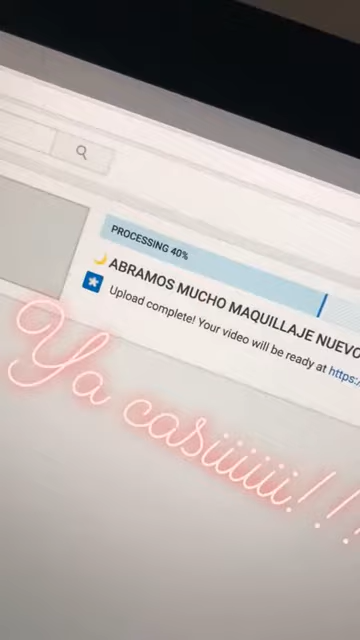 PROCESSING 40%
🌙 ABRAMOS MUCHO MAQUILLAJE NUEVO
Upload complete! Your video will be ready at https:/
Ya casiiiiii!!!